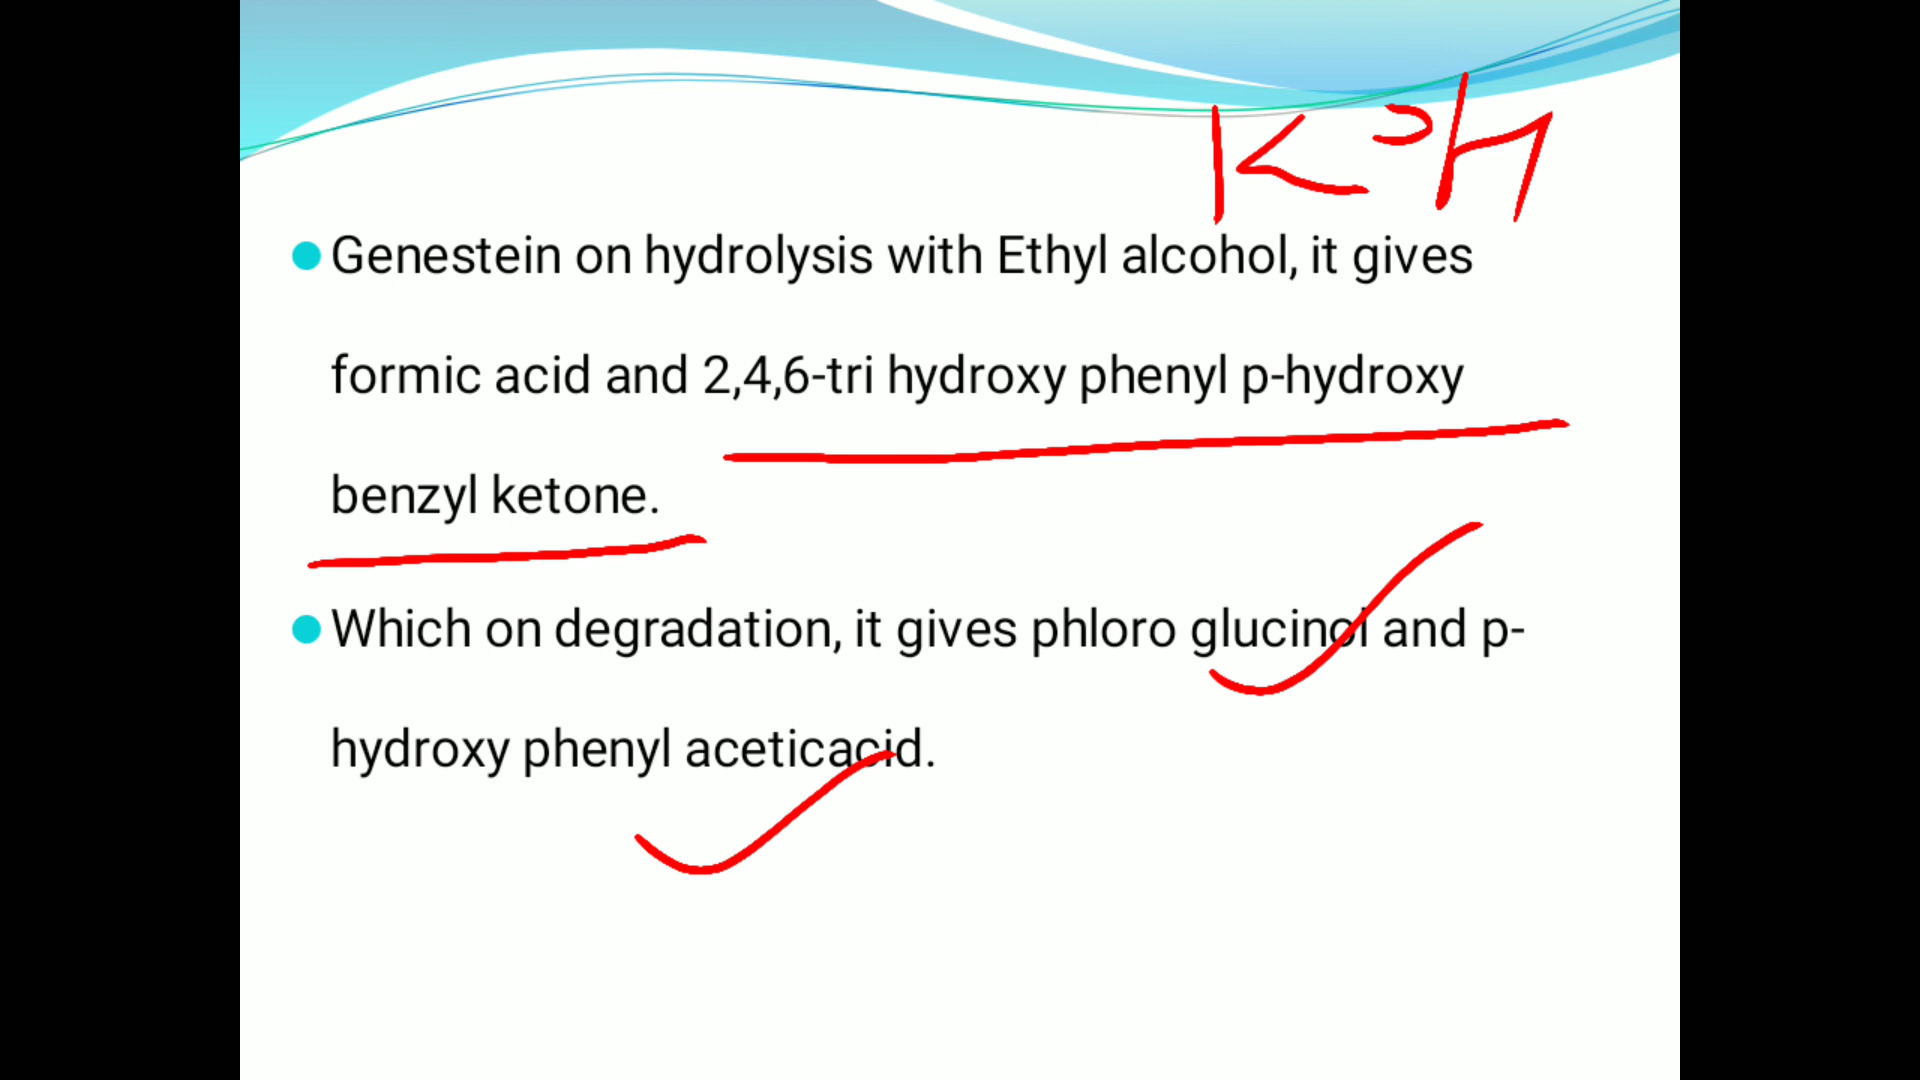 KOH
Genestein on hydrolysis with Ethyl alcohol, it gives
formic acid and 2,4,6-tri hydroxy phenyl p-hydroxy
benzyl ketone.
Which on degradation, it gives phloro glucinol and p-
hydroxy phenyl aceticacid.